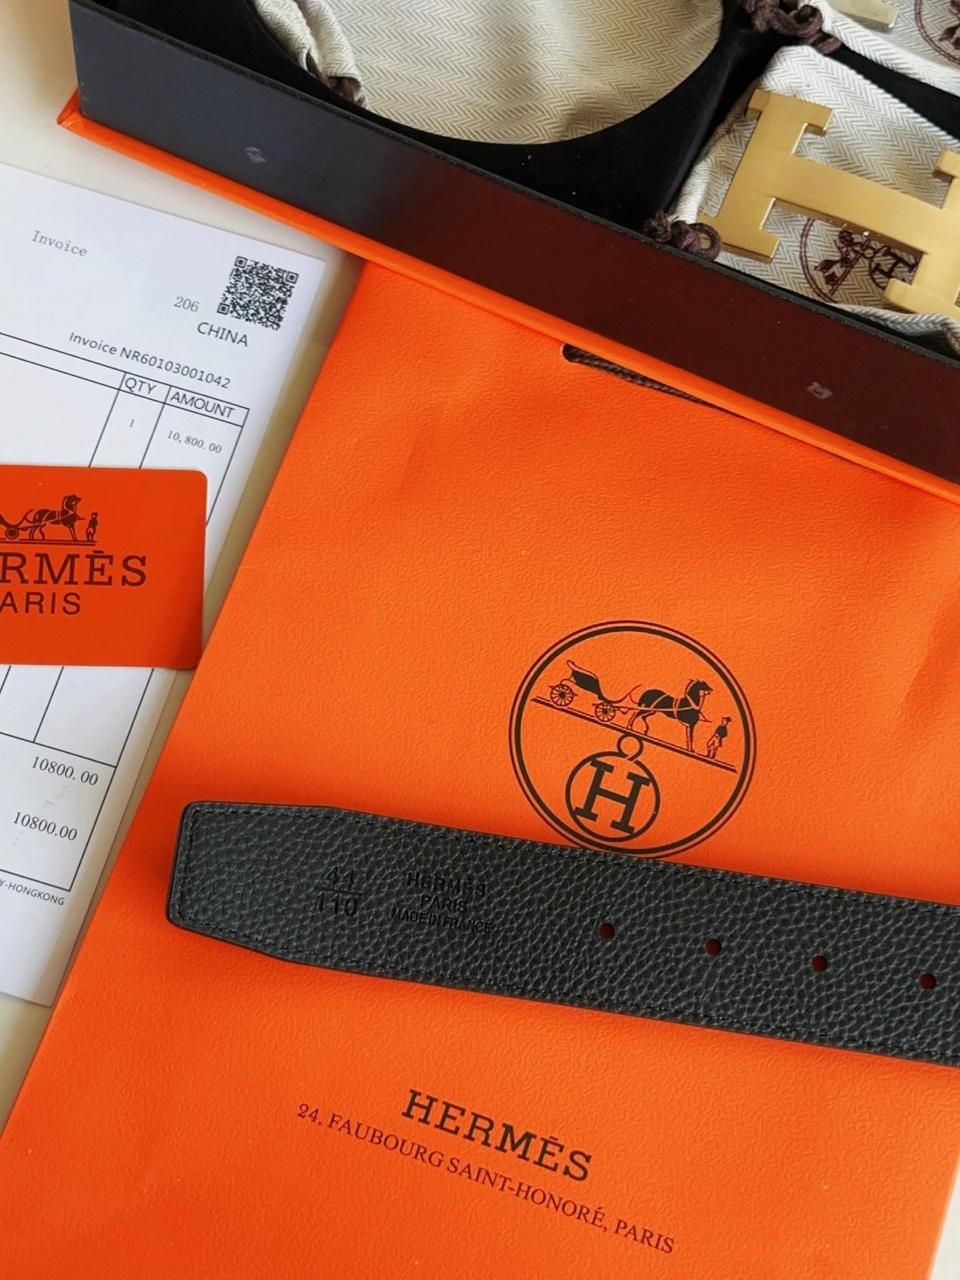 Invoice
206
CHINA
Invoice NR60103001042
QTY AMOUNT
1 10,800.00
RMÈS
ARIS
10800.00
10800.00
Y-HONGKONG
H
H
44
110
HERMÈS
PARIS
MADE IN FRANCE
HERMÈS
24, FAUBOURG SAINT-HONORÉ, PARIS